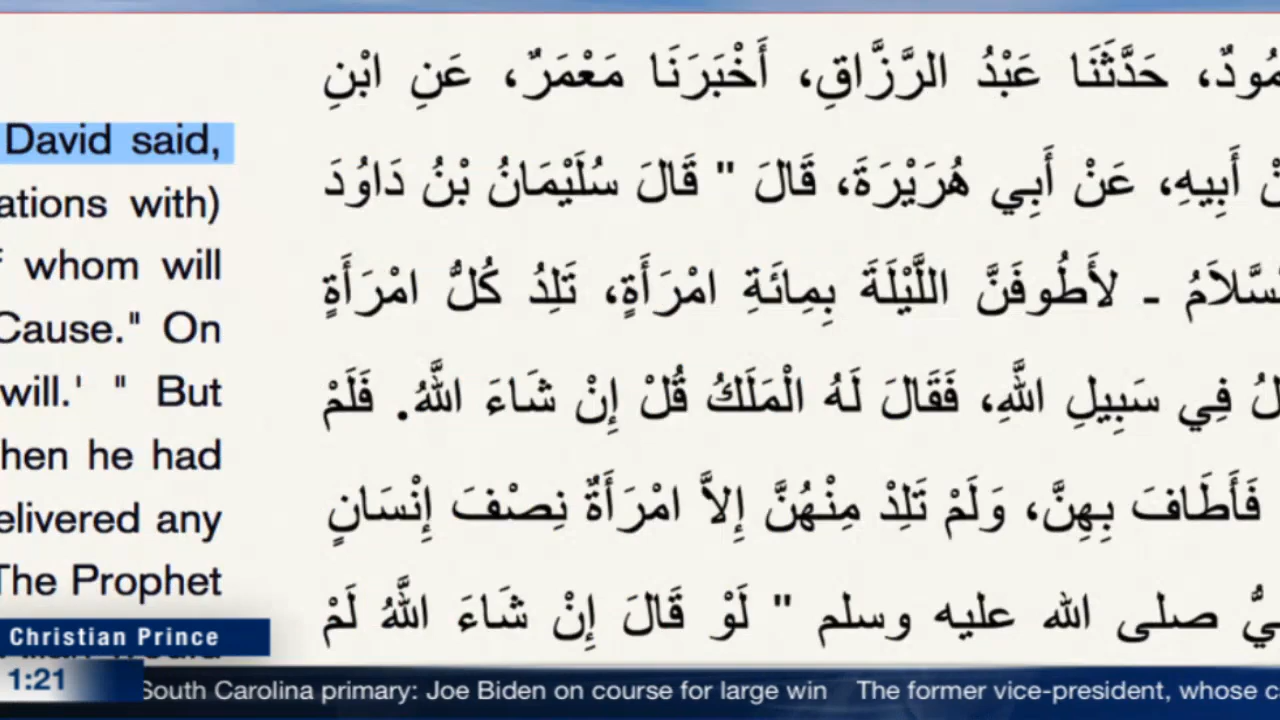 David said,
ations with)
whom will
Cause." On
will.' " But
hen he had
elivered any
The Prophet
مُودٌ، حَدَّثَنَا عَبْدُ الرَّزَّاقِ، أَخْبَرَنَا مَعْمَرٌ، عَنِ ابْنِ
أَبِيهِ، عَنْ أَبِي هُرَيْرَةَ، قَالَ " قَالَ سُلَيْمَانُ بْنُ دَاوُدَ
السَّلاَمُ ـ لأَطُوفَنَّ اللَّيْلَةَ بِمِائَةِ امْرَأَةٍ، تَلِدُ كُلُّ امْرَأَةٍ
لُ فِي سَبِيلِ اللَّهِ، فَقَالَ لَهُ الْمَلَكُ قُلْ إِنْ شَاءَ اللَّهُ. فَلَمْ
فَأَطَافَ بِهِنَّ، وَلَمْ تَلِدْ مِنْهُنَّ إِلاَّ امْرَأَةٌ نِصْفَ إِنْسَانٍ
يُّ صلى الله عليه وسلم " لَوْ قَالَ إِنْ شَاءَ اللَّهُ لَمْ
Christian Prince
1:21
South Carolina primary: Joe Biden on course for large win The former vice-president, whose c